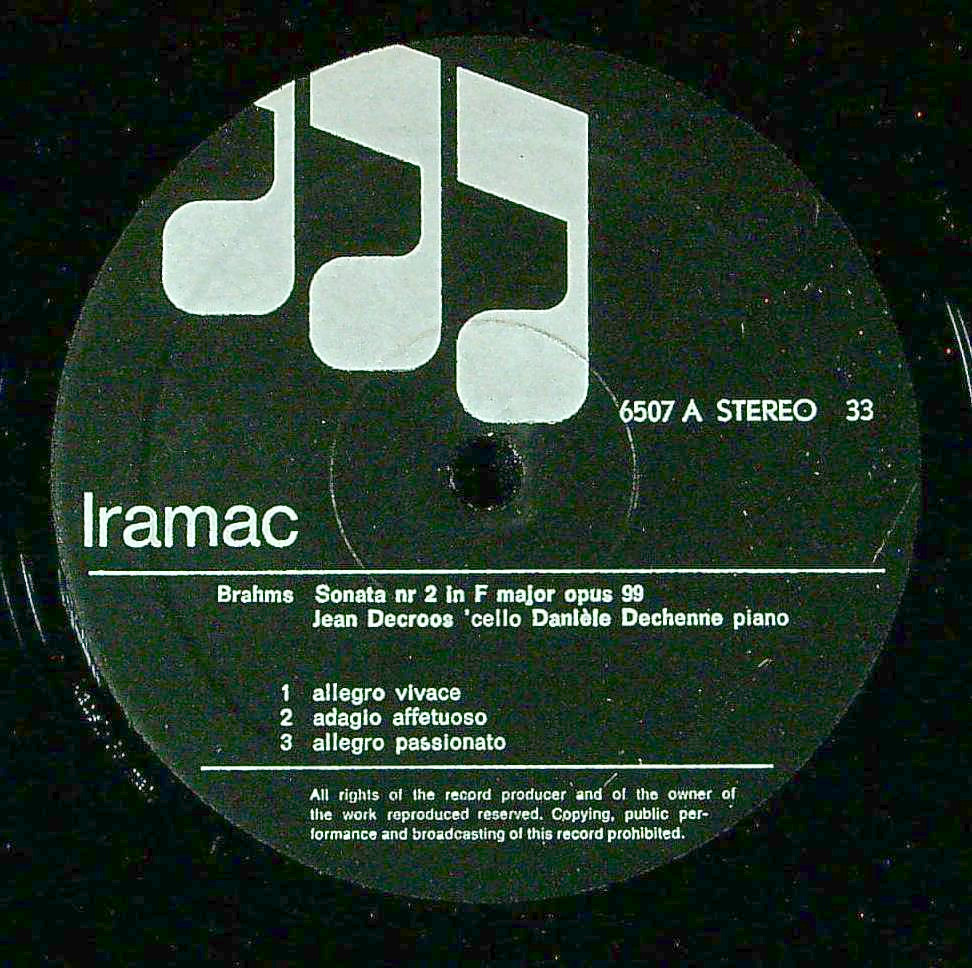 6507 A STEREO 33
Iramac
Brahms Sonata nr 2 in F major opus 99
Jean Decroos 'cello Danièle Dechenne piano
1 allegro vivace
2 adagio affetuoso
3 allegro passionato
All rights of the record producer and of the owner of
the work reproduced reserved. Copying, public per-
formance and broadcasting of this record prohibited.